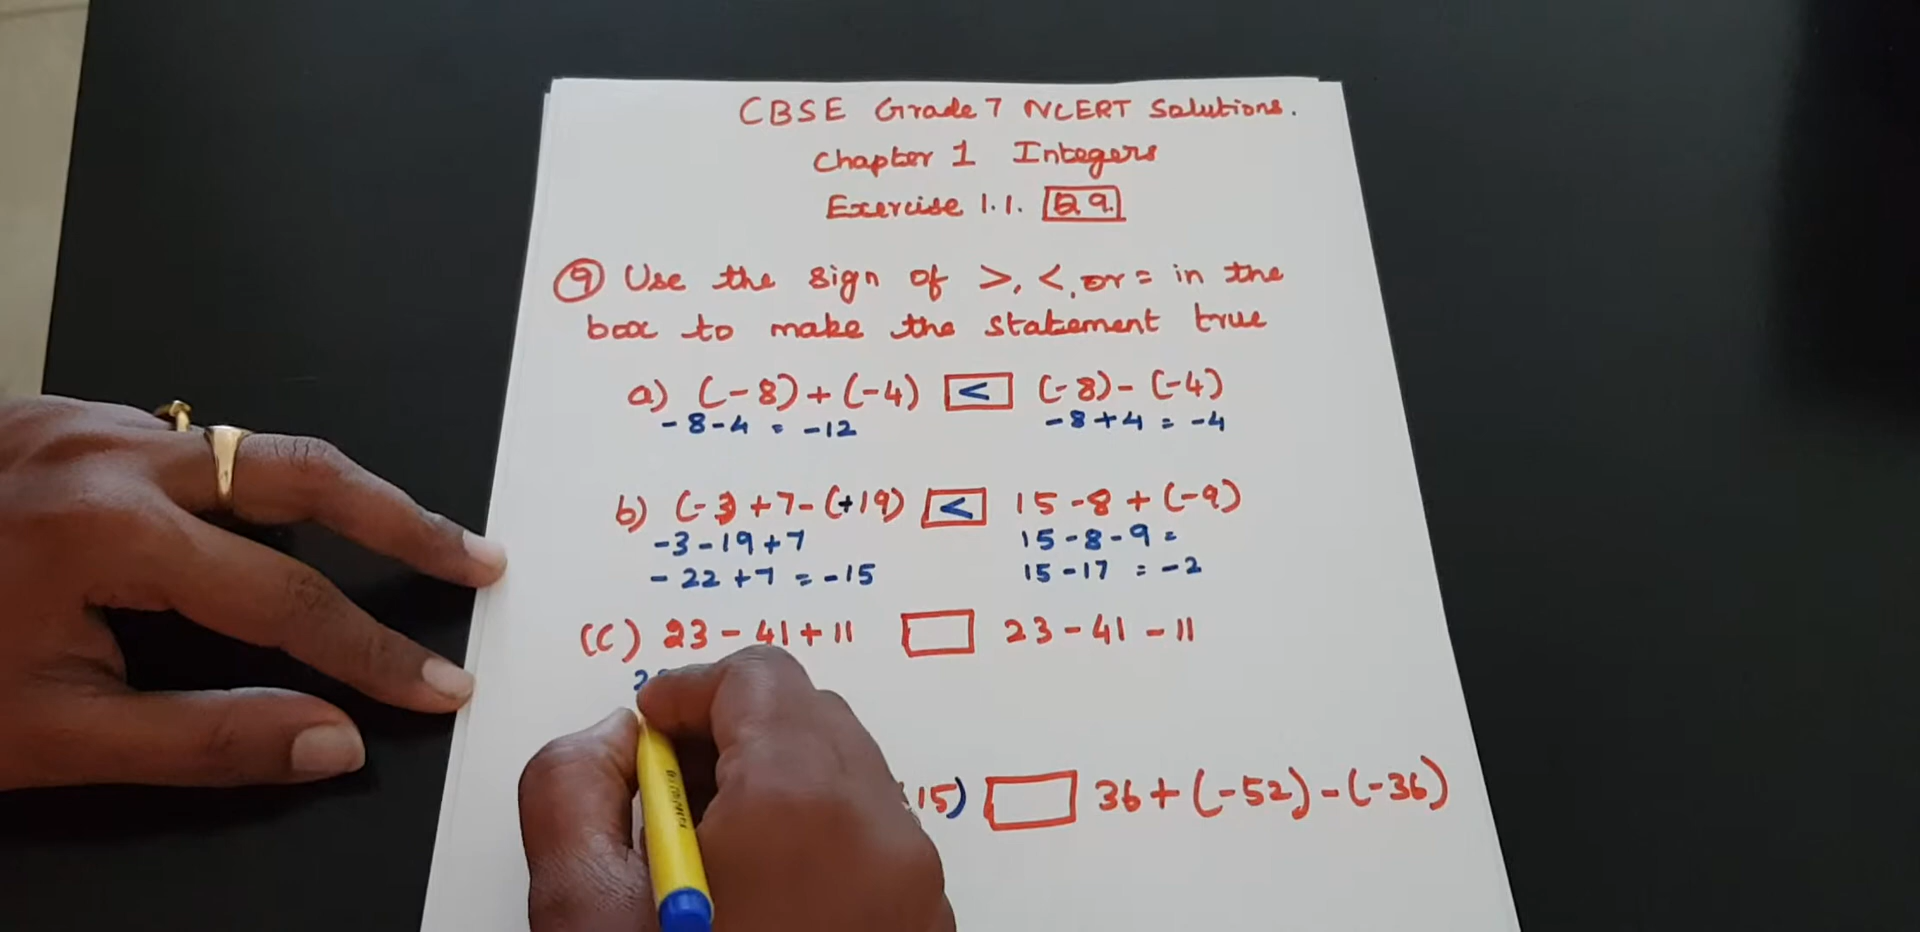 CBSE Grade 7 NCERT Solutions.
Chapter 1 Integers
Exercise 1.1. Q 9.
9 Use the sign of >, <, or = in the
box to make the statement true
a) (-8) + (-4) < (-8) - (-4)
-8-4 = -12 -8+4 = -4
b) (-3 +7-(+19) < 15-8 + (-9)
-3-19+7 15-8-9 =
-22+7 = -15 15-17 = -2
(C) 23 - 41 + 11 23 - 41 - 11
15) 36 + (-52) - (-36)